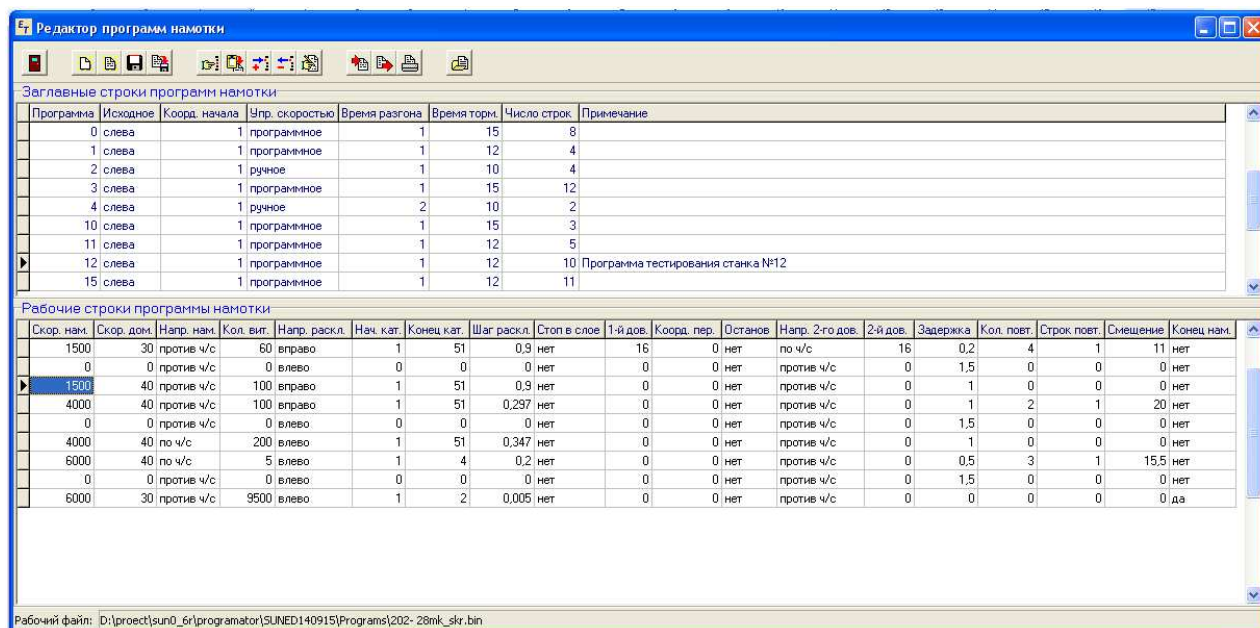 Редактор программ намотки
Заглавные строки программ намотки
Программа Исходное Коорд. начала Упр. скоростью Время разгона Время торм. Число строк Примечание
0 слева 1 программное 1 15 8
1 слева 1 программное 1 12 4
2 слева 1 ручное 1 10 4
3 слева 1 программное 1 15 12
4 слева 1 ручное 2 10 2
10 слева 1 программное 1 15 3
11 слева 1 программное 1 12 5
12 слева 1 программное 1 12 10 Программа тестирования станка №12
15 слева 1 программное 1 12 11
Рабочие строки программы намотки
Скор. нам. Скор. дом. Напр. нам. Кол. вит. Напр. раскл. Нач. кат. Конец кат. Шаг раскл. Стоп в слое 1-й дов. Коорд. пер. Останов Напр. 2-го дов. 2-й дов. Задержка Кол. повт. Строк повт. Смещение Конец нам.
1500 30 против ч/с 60 вправо 1 51 0,9 нет 16 0 нет по ч/с 16 0,2 4 1 11 нет
0 0 против ч/с 0 влево 0 0 0 нет 0 0 нет против ч/с 0 1,5 0 0 0 нет
1500 40 против ч/с 100 вправо 1 51 0,9 нет 0 0 нет против ч/с 0 1 0 0 0 нет
4000 40 против ч/с 100 вправо 1 51 0,297 нет 0 0 нет против ч/с 0 1 2 1 20 нет
0 0 против ч/с 0 влево 0 0 0 нет 0 0 нет против ч/с 0 1,5 0 0 0 нет
4000 40 по ч/с 200 влево 1 51 0,347 нет 0 0 нет против ч/с 0 1 0 0 0 нет
6000 40 по ч/с 5 влево 1 4 0,2 нет 0 0 нет против ч/с 0 0,5 3 1 15,5 нет
0 0 против ч/с 0 влево 0 0 0 нет 0 0 нет против ч/с 0 1,5 0 0 0 нет
6000 30 против ч/с 9500 влево 1 2 0,005 нет 0 0 нет против ч/с 0 0 0 0 0 да
Рабочий файл: D:\proect\sun0_6r\programator\SUNED140915\Programs\202- 28mk_skr.bin